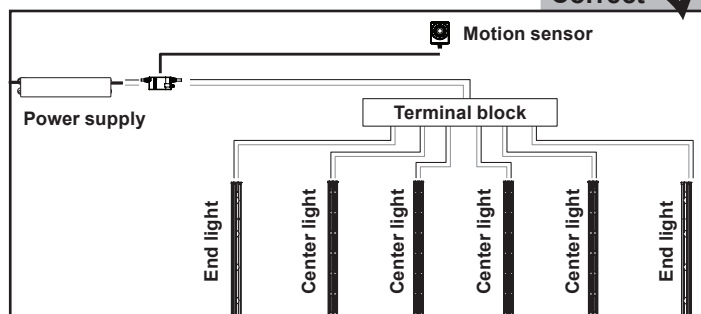 Correct
Motion sensor
Power supply
Terminal block
End light
Center light
Center light
Center light
Center light
End light